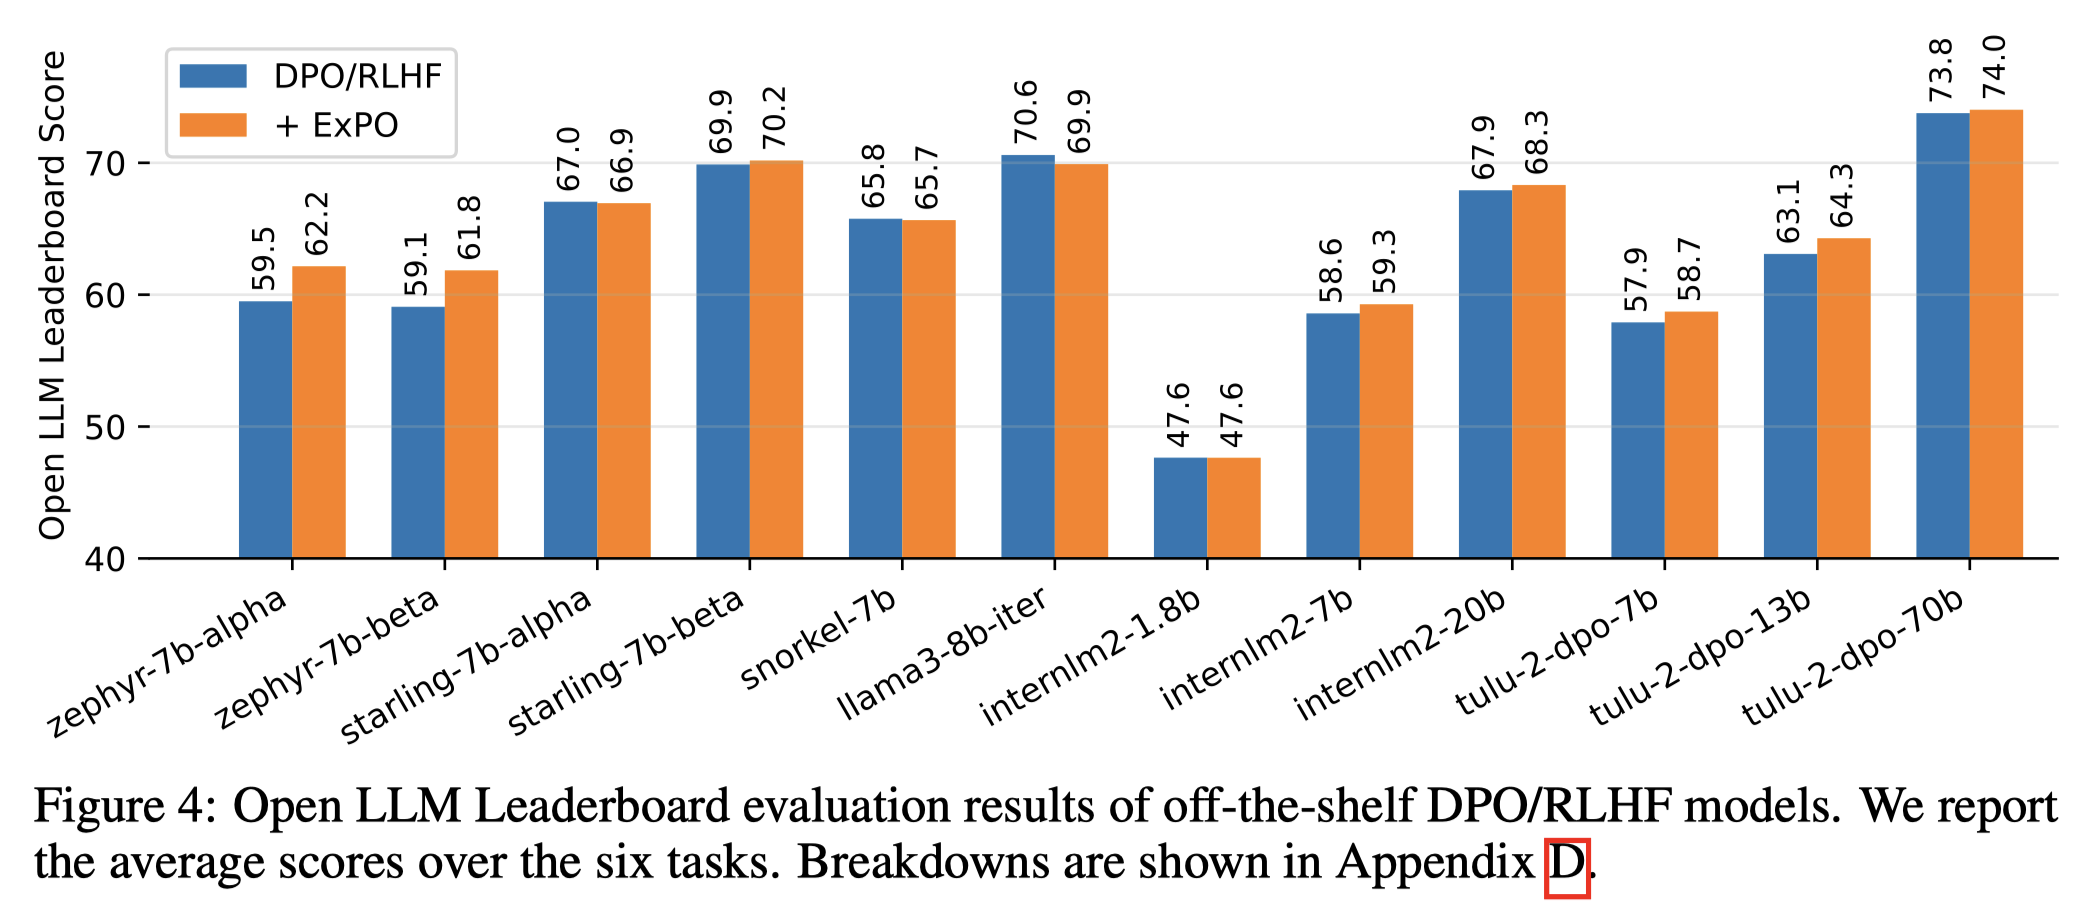 Open LLM Leaderboard Score
DPO/RLHF
+ ExPO
70
60
50
40
59.5
62.2
59.1
61.8
67.0
66.9
69.9
70.2
65.8
65.7
70.6
69.9
47.6
47.6
58.6
59.3
67.9
68.3
57.9
58.7
63.1
64.3
73.8
74.0
zephyr-7b-alpha
zephyr-7b-beta
starling-7b-alpha
starling-7b-beta
snorkel-7b
llama3-8b-iter
internlm2-1.8b
internlm2-7b
internlm2-20b
tulu-2-dpo-7b
tulu-2-dpo-13b
tulu-2-dpo-70b
Figure 4: Open LLM Leaderboard evaluation results of off-the-shelf DPO/RLHF models. We report
the average scores over the six tasks. Breakdowns are shown in Appendix D.